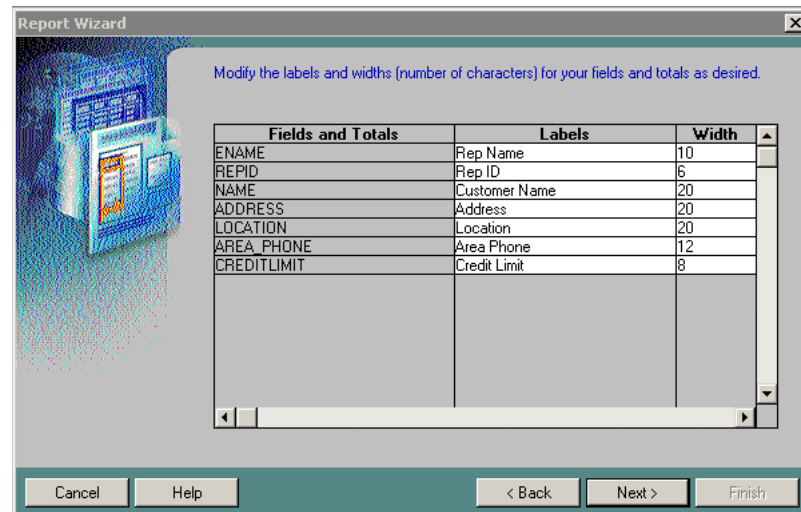 Report Wizard
Modify the labels and widths (number of characters) for your fields and totals as desired.
Fields and Totals Labels Width
ENAME Rep Name 10
REPID Rep ID 6
NAME Customer Name 20
ADDRESS Address 20
LOCATION Location 20
AREA_PHONE Area Phone 12
CREDITLIMIT Credit Limit 8
Cancel Help < Back Next > Finish